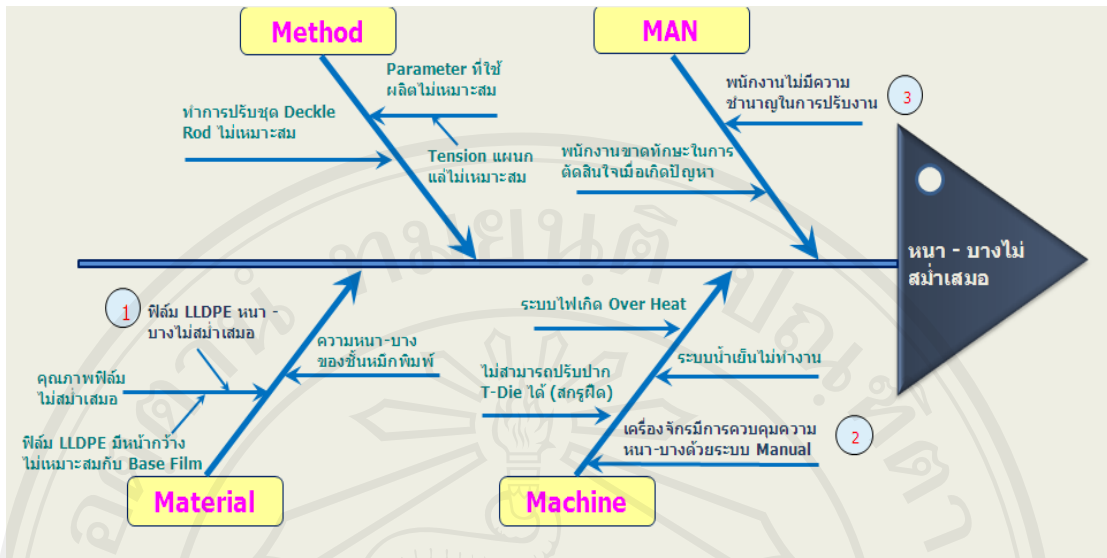 Method
MAN
Parameter ที่ใช้
ผลิตไม่เหมาะสม
ทำการปรับชุด Deckle
Rod ไม่เหมาะสม
Tension แผนก
แล่ไม่เหมาะสม
พนักงานไม่มีความ
ชำนาญในการปรับงาน
3
พนักงานขาดทักษะในการ
ตัดสินใจเมื่อเกิดปัญหา
หนา - บางไม่
สม่ำเสมอ
1
ฟิล์ม LLDPE หนา -
บางไม่สม่ำเสมอ
ความหนา-บาง
ของชั้นหมึกพิมพ์
คุณภาพฟิล์ม
ไม่สม่ำเสมอ
ฟิล์ม LLDPE มีหน้ากว้าง
ไม่เหมาะสมกับ Base Film
ระบบไฟเกิด Over Heat
ระบบน้ำเย็นไม่ทำงาน
ไม่สามารถปรับปาก
T-Die ได้ (สกรูฝืด)
เครื่องจักรมีการควบคุมความ
หนา-บางด้วยระบบ Manual
2
Material
Machine